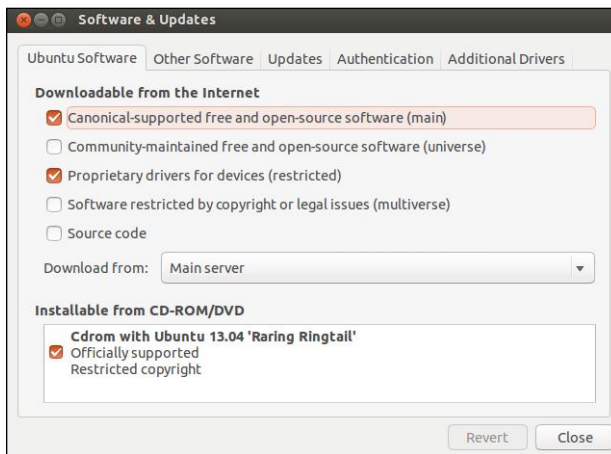 Software & Updates
Ubuntu Software Other Software Updates Authentication Additional Drivers
Downloadable from the Internet
Canonical-supported free and open-source software (main)
Community-maintained free and open-source software (universe)
Proprietary drivers for devices (restricted)
Software restricted by copyright or legal issues (multiverse)
Source code
Download from: Main server
Installable from CD-ROM/DVD
Cdrom with Ubuntu 13.04 'Raring Ringtail'
Officially supported
Restricted copyright
Revert Close